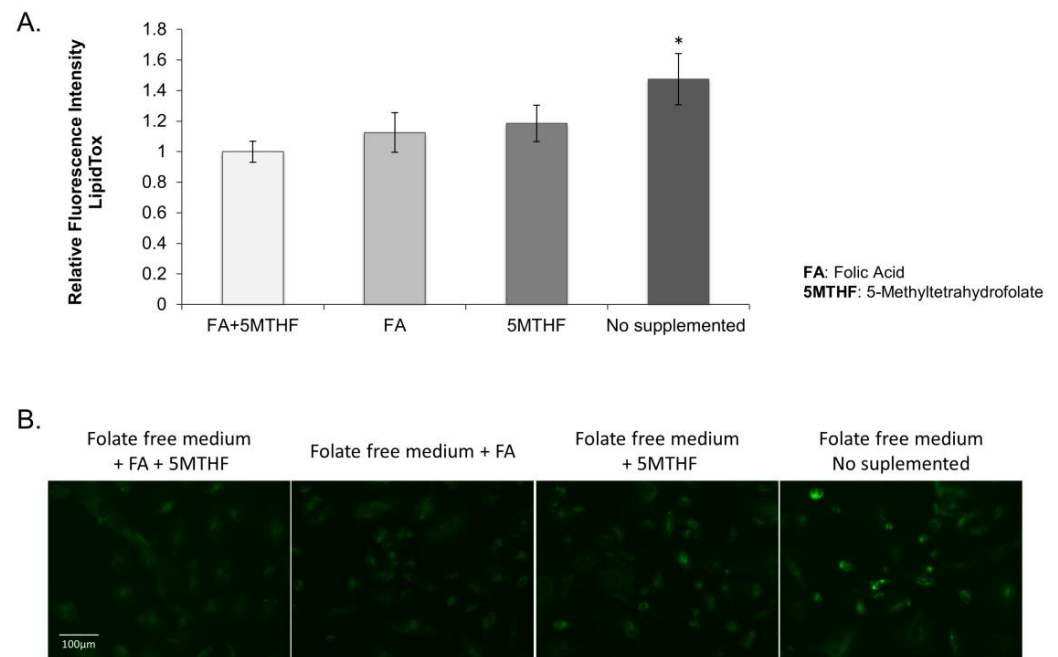 A.
Relative Fluorescence Intensity
LipidTox
1.8
1.6
1.4
1.2
1
0.8
0.6
0.4
0.2
0
*
FA+5MTHF
FA
5MTHF
No supplemented
FA: Folic Acid
5MTHF: 5-Methyltetrahydrofolate
B.
Folate free medium
+ FA + 5MTHF
Folate free medium + FA
Folate free medium
+ 5MTHF
Folate free medium
No suplemented
100μm